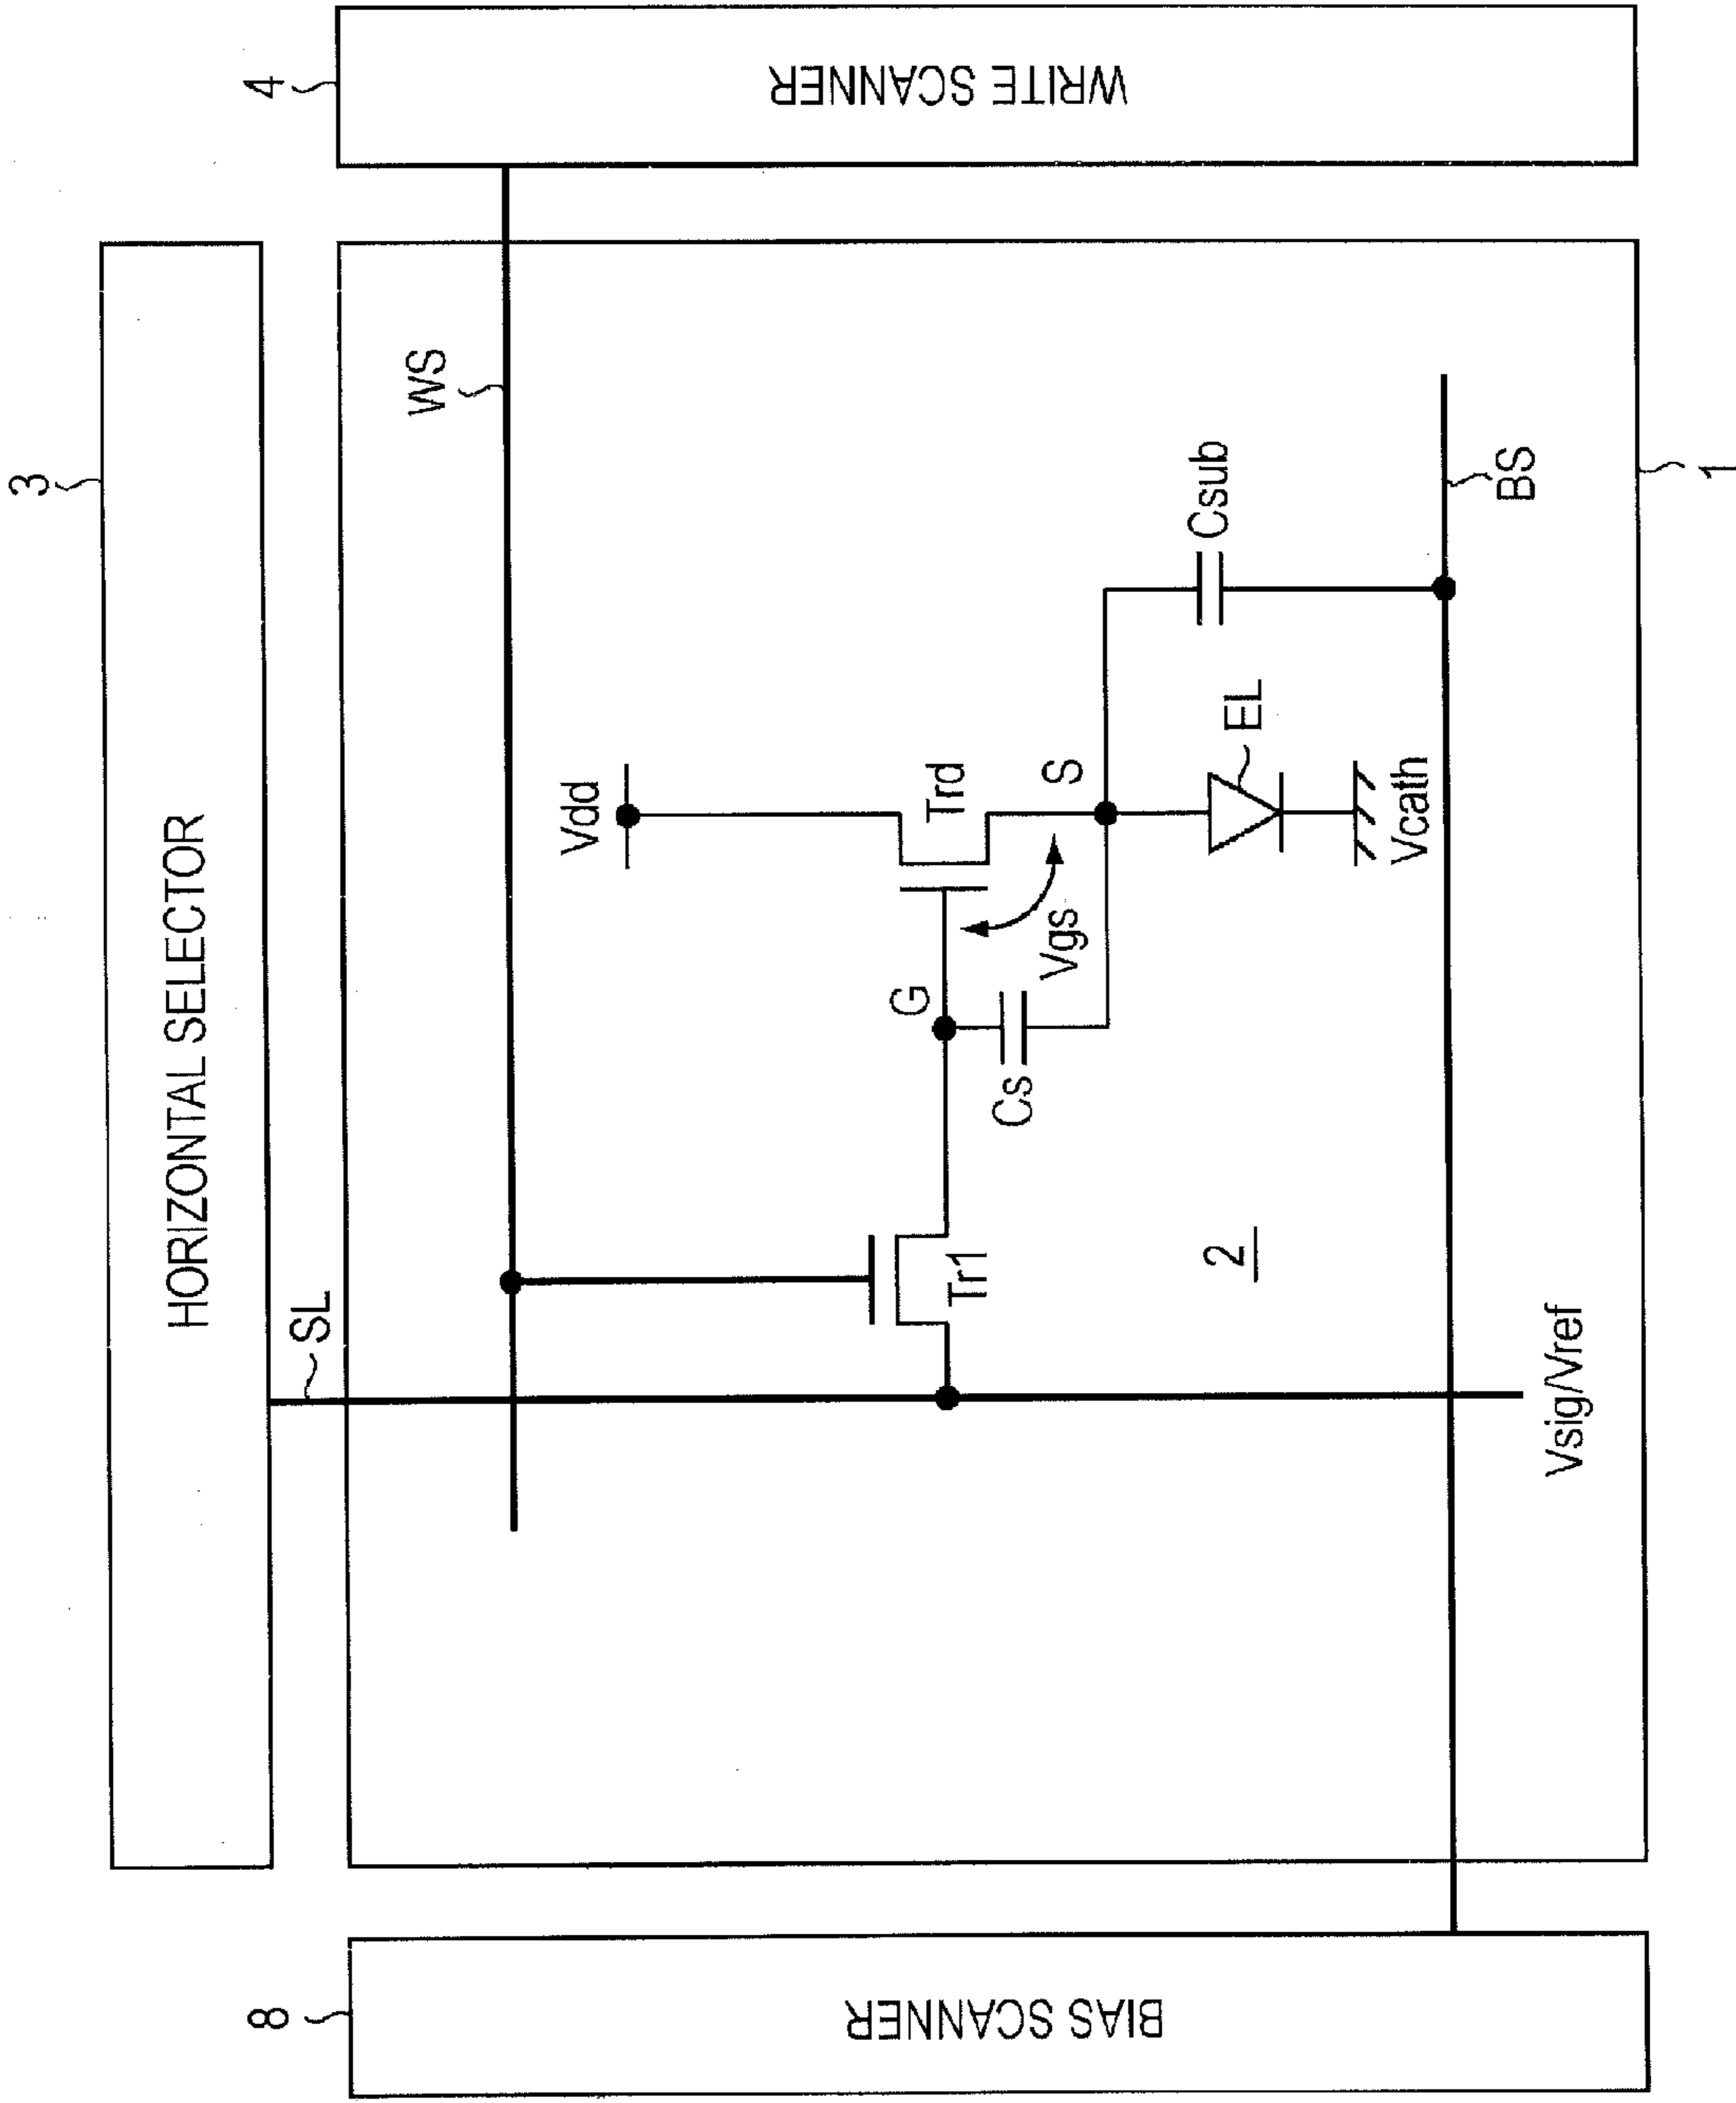 3
HORIZONTAL SELECTOR
8
BIAS SCANNER
4
WRITE SCANNER
SL
WS
Vdd
Trd
G
S
Vgs
Cs
Csub
Tr1
EL
2
Vcath
BS
Vsig/Vref
1